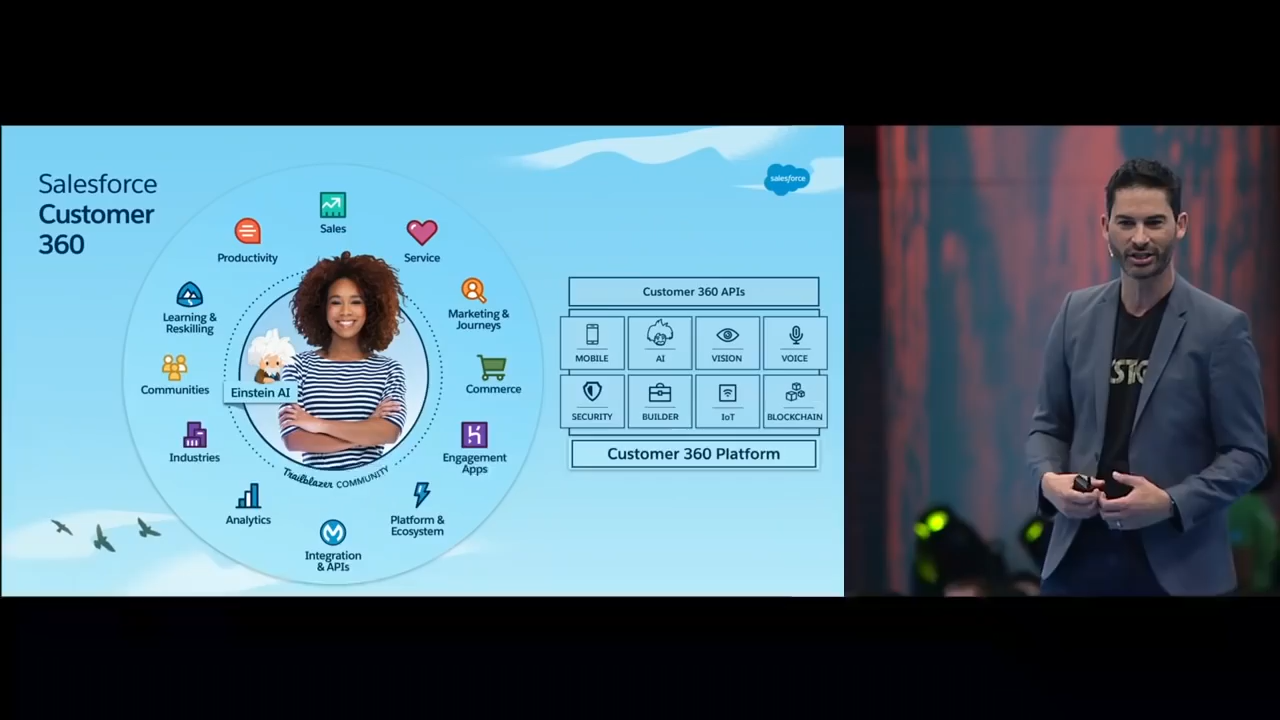 Salesforce
Customer
360
salesforce
Sales
Productivity
Service
Learning &
Reskilling
Marketing &
Journeys
Communities
Einstein AI
Commerce
Industries
Engagement
Apps
Trailblazer COMMUNITY
Analytics
Platform &
Ecosystem
Integration
& APIs
Customer 360 APIs
MOBILE
AI
VISION
VOICE
SECURITY
BUILDER
IoT
BLOCKCHAIN
Customer 360 Platform